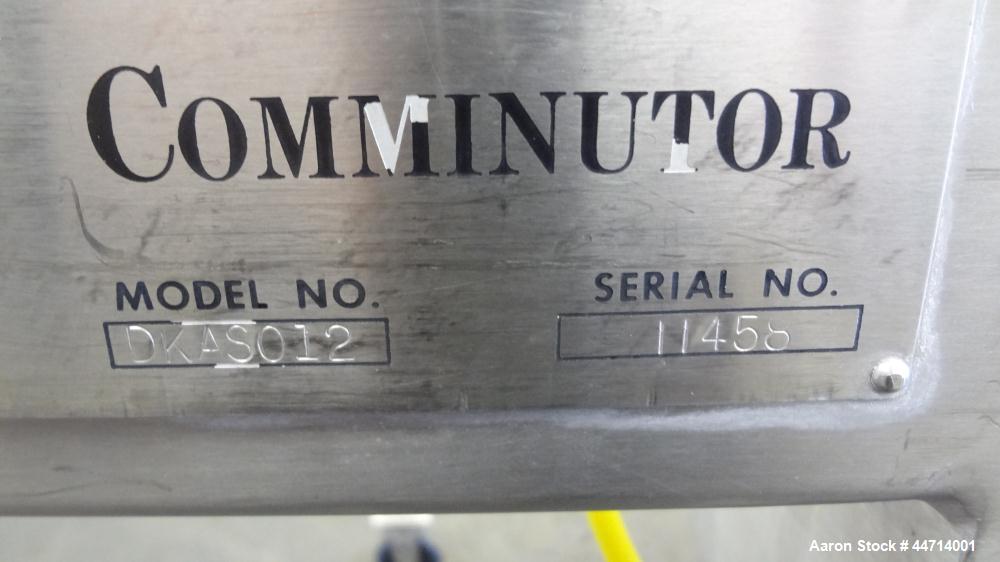 COMMINUTOR
MODEL NO. SERIAL NO.
DKAS012 11458
Aaron Stock # 44714001